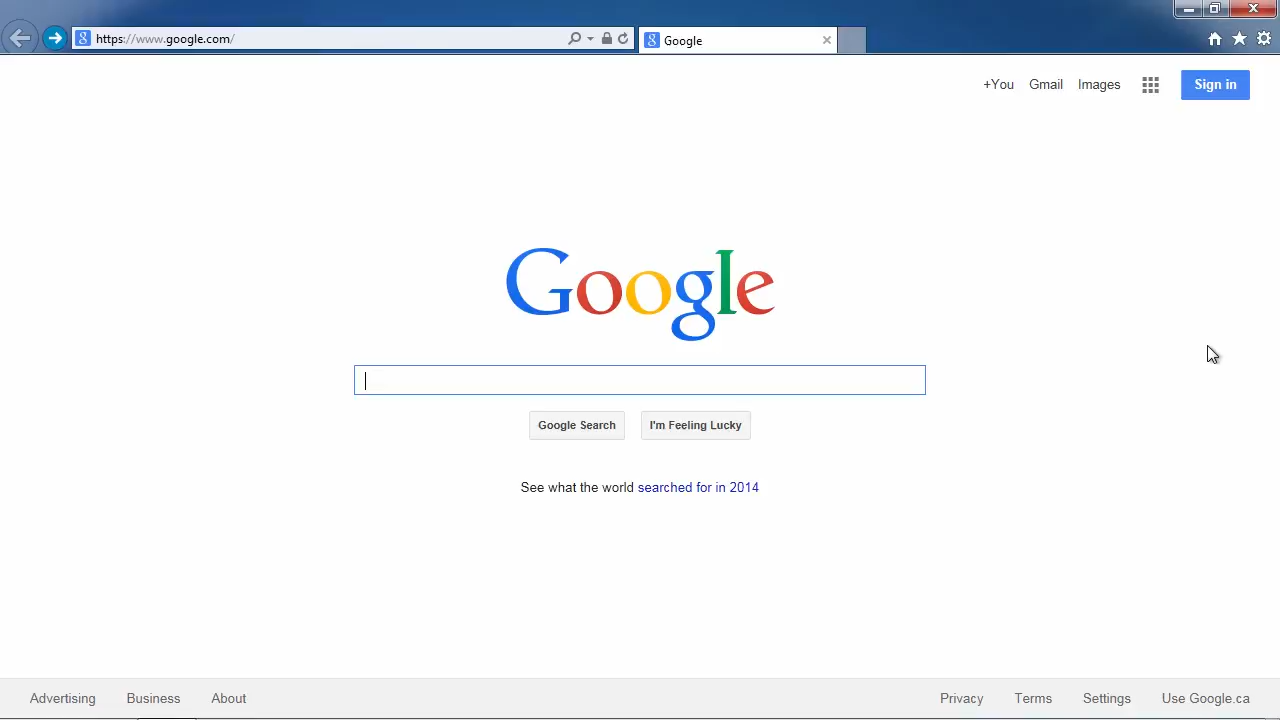 https://www.google.com/
Google
+You Gmail Images Sign in
Google
Google Search I'm Feeling Lucky
See what the world searched for in 2014
Advertising Business About Privacy Terms Settings Use Google.ca